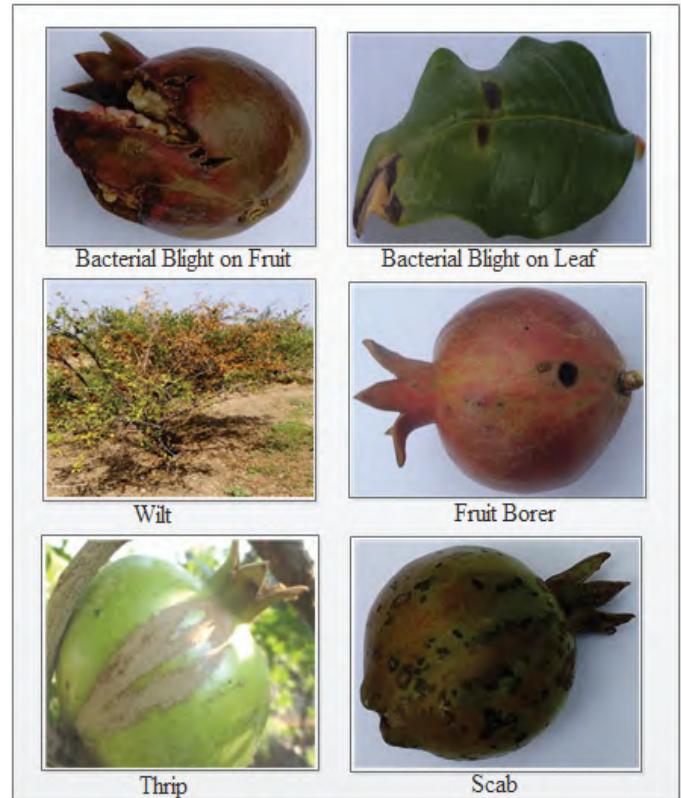 Bacterial Blight on Fruit
Bacterial Blight on Leaf
Wilt
Fruit Borer
Thrip
Scab